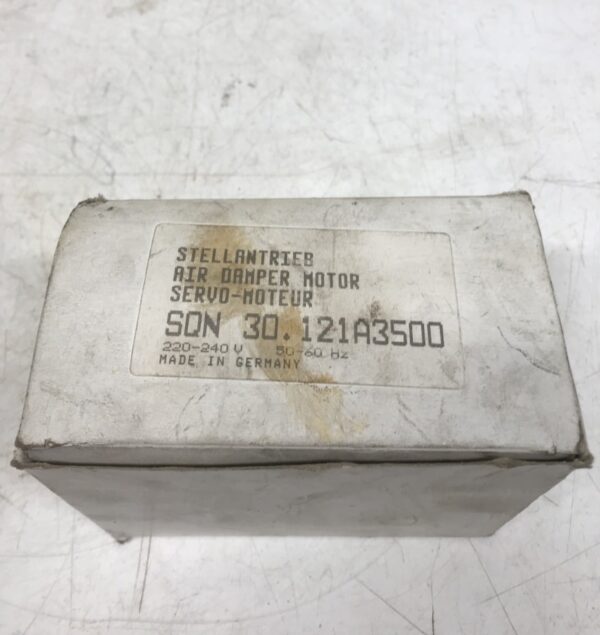 STELLANTRIEB
AIR DAMPER MOTOR
SERVO-MOTEUR
SQN 30.121A3500
220-240 V 50-60 Hz
MADE IN GERMANY